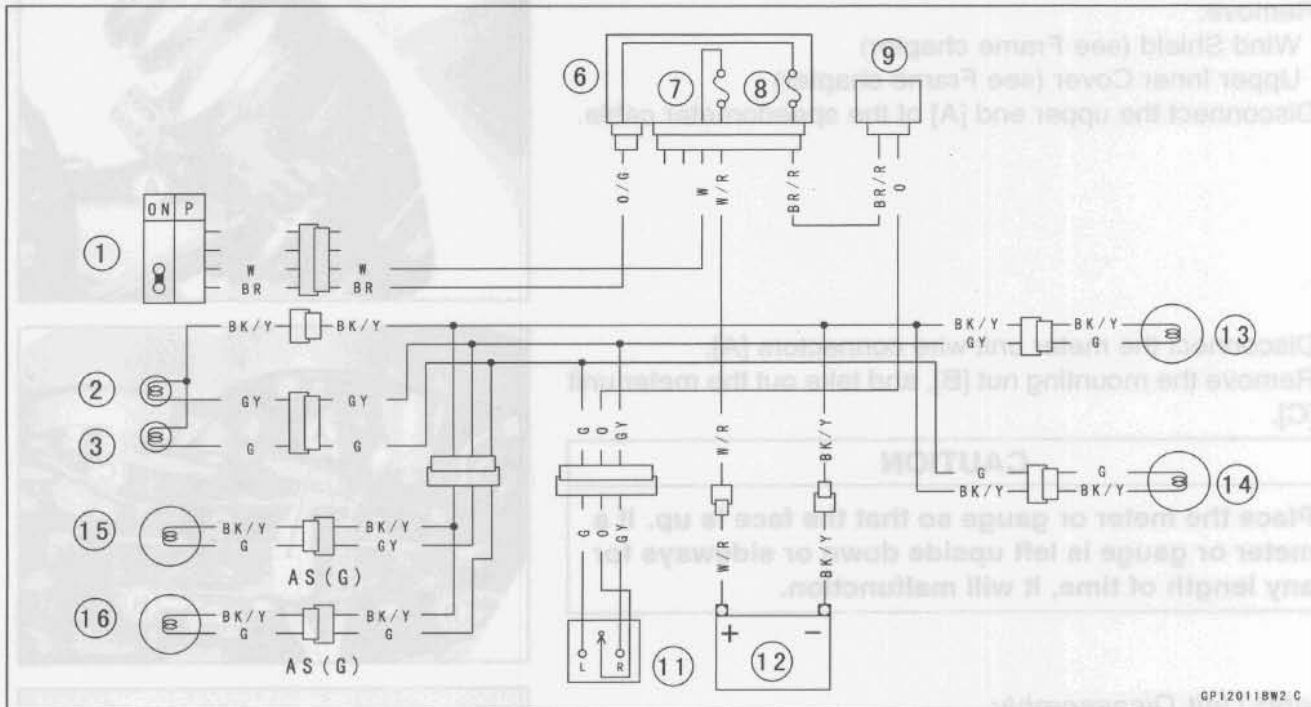 Remove:
Wind Shield (see Frame chapter)
Upper Inner Cover (see Frame chapter)
Disconnect the upper end [A] of the speedometer cable.
6
7
8
9
O/G
W
W/R
BR/R
BR/R
O
ON P
1
W W
BR BR
BK/Y BK/Y
BK/Y BK/Y
GY G
13
Disconnect the meter unit wire connectors [A].
Remove the mounting nut [B], and take out the meter unit
[C].
2
GY GY
3
G G
G
O
GY
W/R
BK/Y
CAUTION
G G
BK/Y BK/Y
14
Place the meter or gauge so that the face is up. If a
meter or gauge is left upside down or sideways for
any length of time, it will malfunction.
15
BK/Y BK/Y
G GY
AS(G)
G
O
GY
W/R
BK/Y
16
BK/Y BK/Y
G G
AS(G)
L R
11
+ −
12
Unit Disassembly
GP12011BW2 C